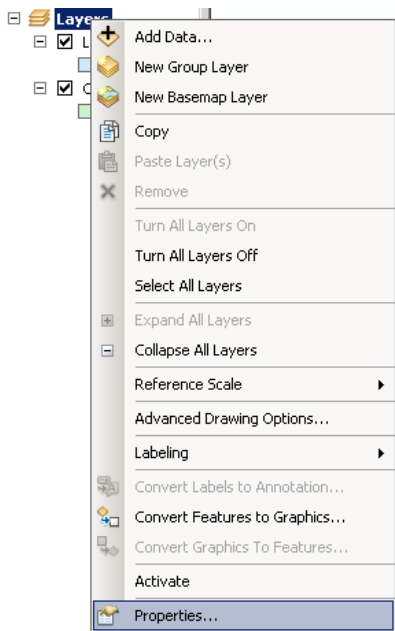 Layers
L
Add Data...
New Group Layer
New Basemap Layer
Copy
Paste Layer(s)
Remove
Turn All Layers On
Turn All Layers Off
Select All Layers
Expand All Layers
Collapse All Layers
Reference Scale
Advanced Drawing Options...
Labeling
Convert Labels to Annotation...
Convert Features to Graphics...
Convert Graphics To Features...
Activate
Properties...